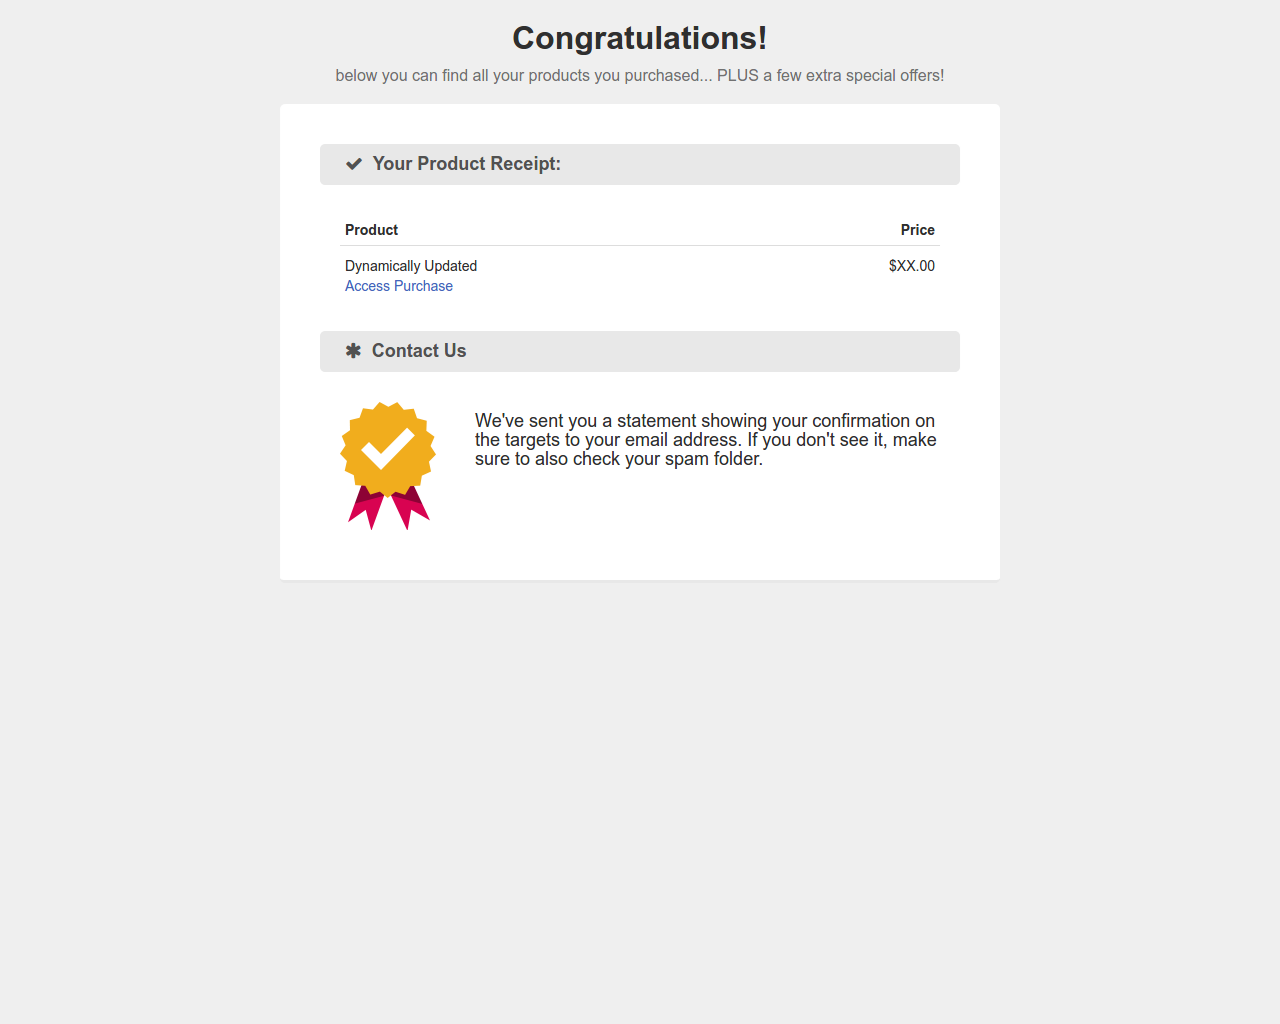 Congratulations!
below you can find all your products you purchased... PLUS a few extra special offers!
Your Product Receipt:
Product Price
Dynamically Updated $XX.00
Access Purchase
Contact Us
We've sent you a statement showing your confirmation on
the targets to your email address. If you don't see it, make
sure to also check your spam folder.